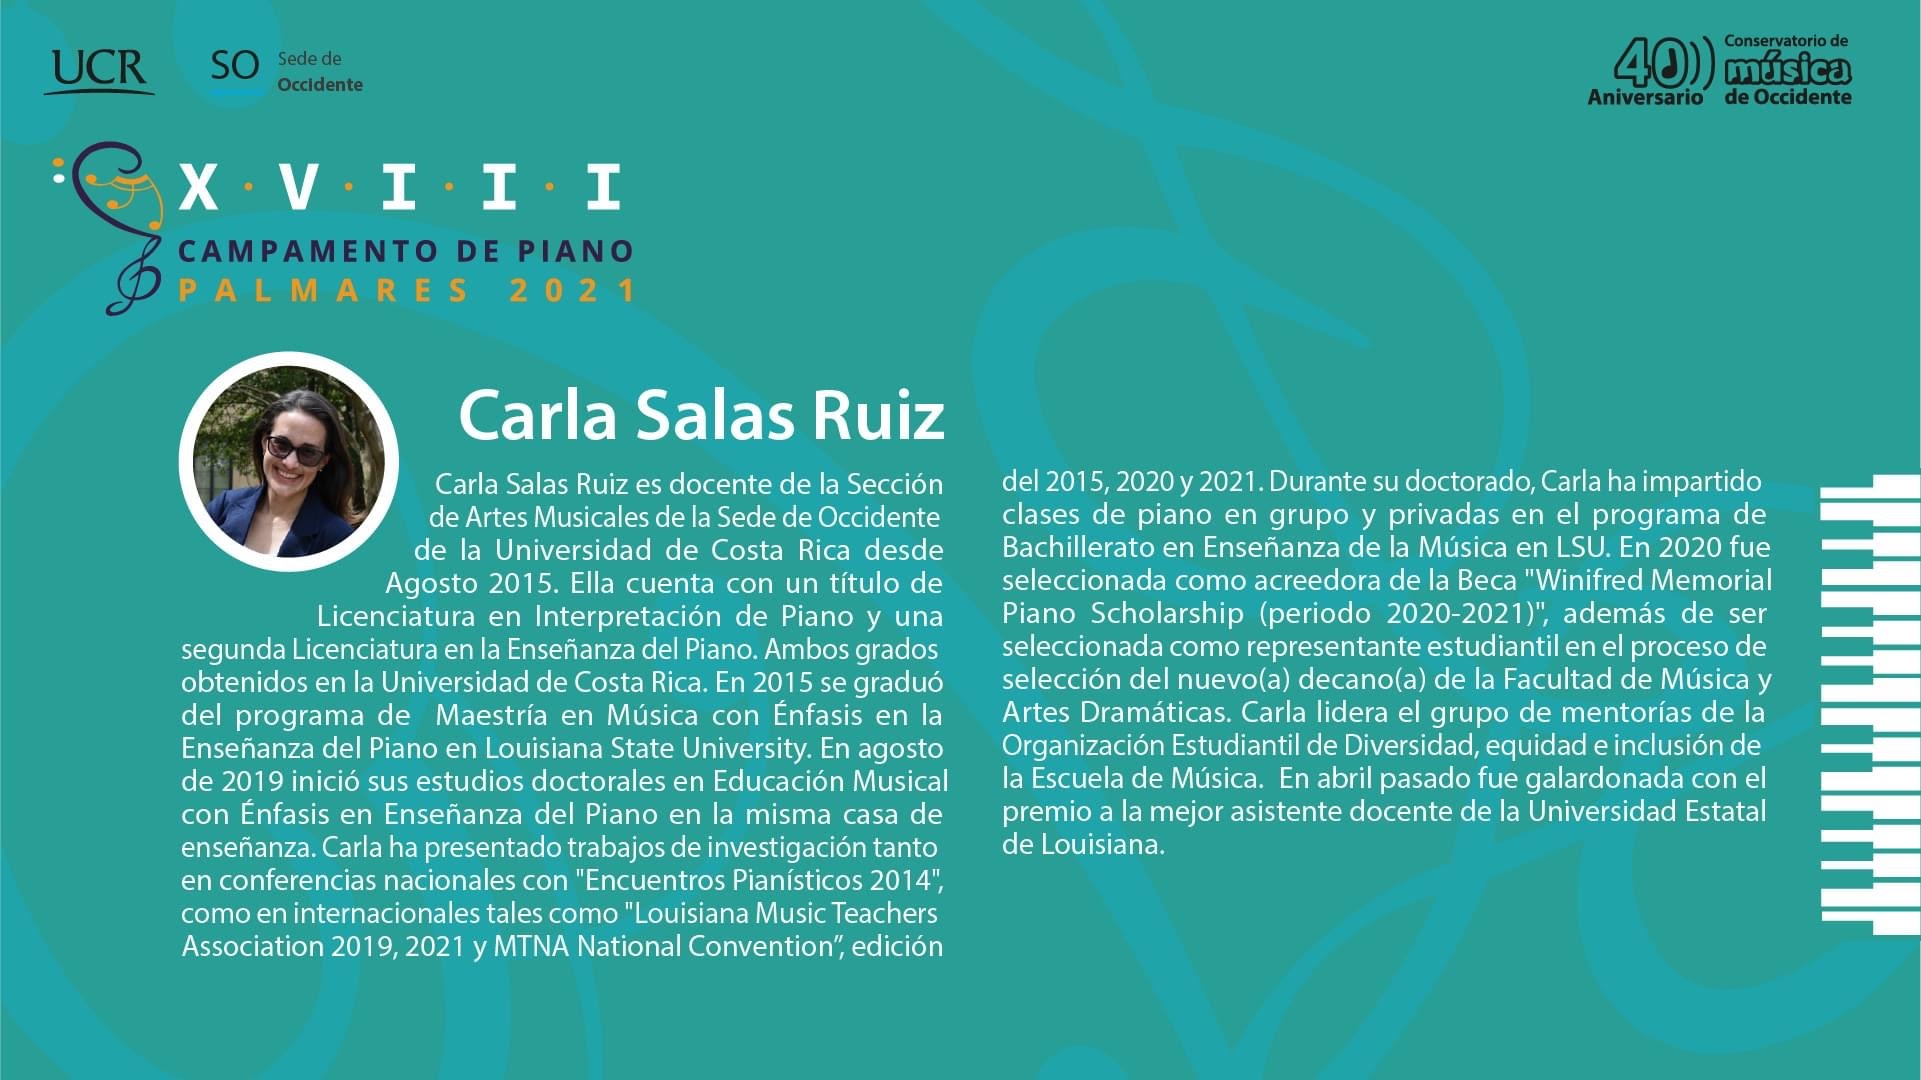 UCR
SO
Sede de
Occidente
40
Aniversario
Conservatorio de
música
de Occidente
X·V·I·I·I
CAMPAMENTO DE PIANO
PALMARES 2021
Carla Salas Ruiz
Carla Salas Ruiz es docente de la Sección
de Artes Musicales de la Sede de Occidente
de la Universidad de Costa Rica desde
Agosto 2015. Ella cuenta con un título de
Licenciatura en Interpretación de Piano y una
segunda Licenciatura en la Enseñanza del Piano. Ambos grados
obtenidos en la Universidad de Costa Rica. En 2015 se graduó
del programa de Maestría en Música con Énfasis en la
Enseñanza del Piano en Louisiana State University. En agosto
de 2019 inició sus estudios doctorales en Educación Musical
con Énfasis en Enseñanza del Piano en la misma casa de
enseñanza. Carla ha presentado trabajos de investigación tanto
en conferencias nacionales con "Encuentros Pianísticos 2014",
como en internacionales tales como "Louisiana Music Teachers
Association 2019, 2021 y MTNA National Convention”, edición
del 2015, 2020 y 2021. Durante su doctorado, Carla ha impartido
clases de piano en grupo y privadas en el programa de
Bachillerato en Enseñanza de la Música en LSU. En 2020 fue
seleccionada como acreedora de la Beca "Winifred Memorial
Piano Scholarship (periodo 2020-2021)", además de ser
seleccionada como representante estudiantil en el proceso de
selección del nuevo(a) decano(a) de la Facultad de Música y
Artes Dramáticas. Carla lidera el grupo de mentorías de la
Organización Estudiantil de Diversidad, equidad e inclusión de
la Escuela de Música. En abril pasado fue galardonada con el
premio a la mejor asistente docente de la Universidad Estatal
de Louisiana.